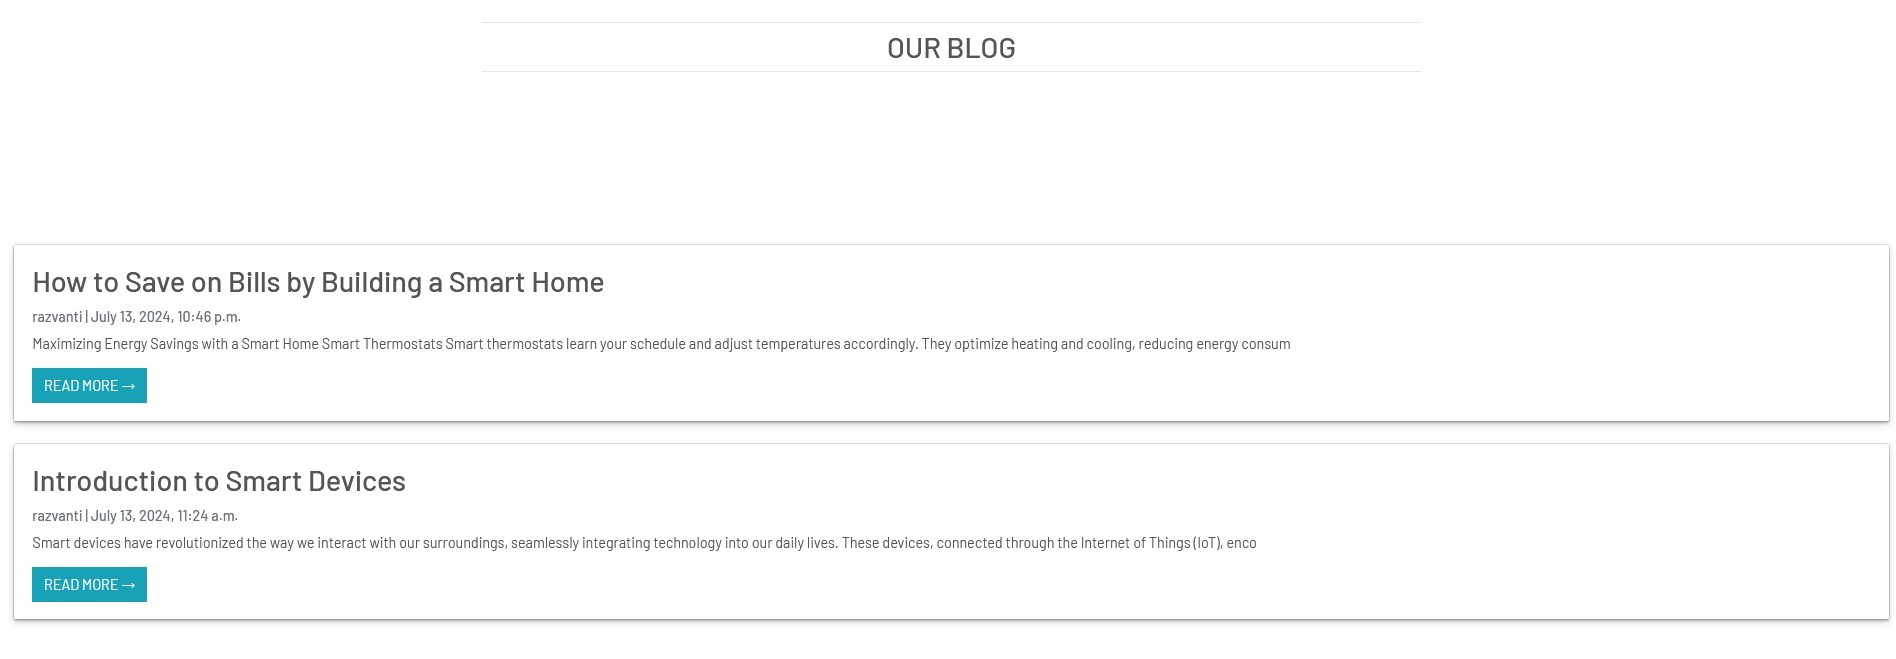 OUR BLOG
How to Save on Bills by Building a Smart Home
razvanti | July 13, 2024, 10:46 p.m.
Maximizing Energy Savings with a Smart Home Smart Thermostats Smart thermostats learn your schedule and adjust temperatures accordingly. They optimize heating and cooling, reducing energy consum
READ MORE →
Introduction to Smart Devices
razvanti | July 13, 2024, 11:24 a.m.
Smart devices have revolutionized the way we interact with our surroundings, seamlessly integrating technology into our daily lives. These devices, connected through the Internet of Things (IoT), enco
READ MORE →